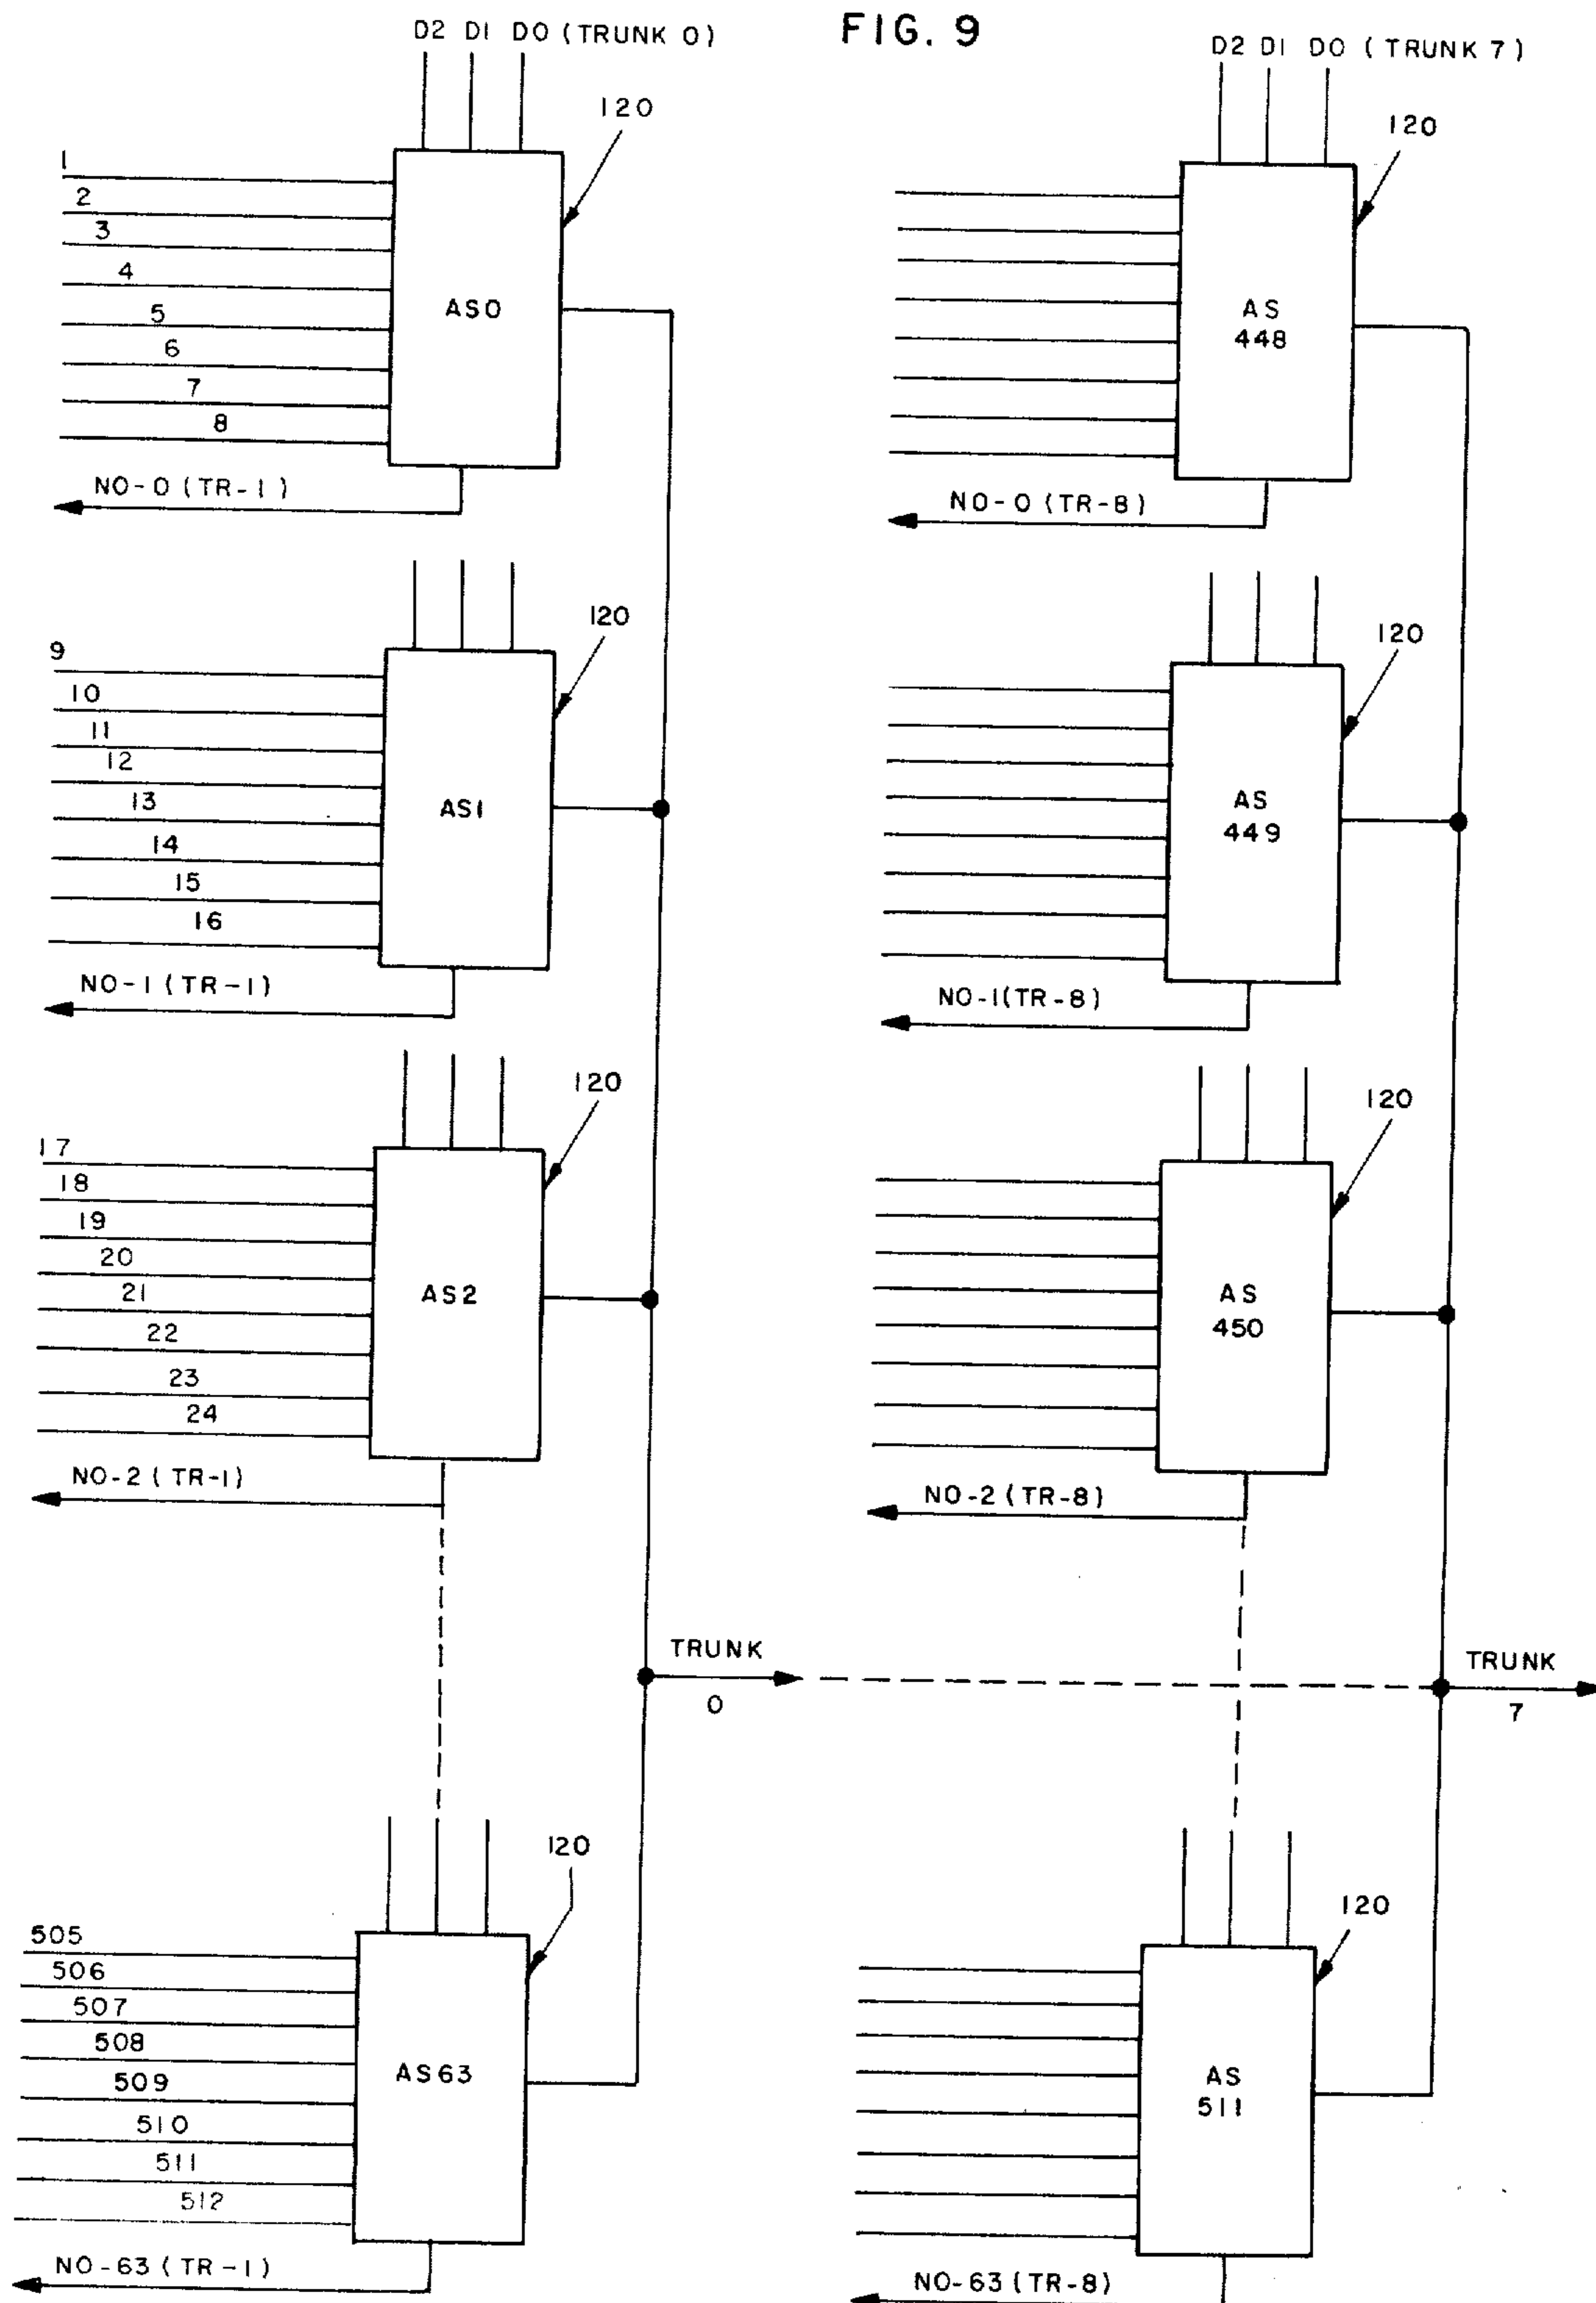 FIG. 9
D2 D1 D0 (TRUNK 0)
120
1
2
3
4
5
6
7
8
AS0
NO-0 (TR-1)
120
9
10
11
12
13
14
15
16
AS1
NO-1 (TR-1)
120
17
18
19
20
21
22
23
24
AS2
NO-2 (TR-1)
TRUNK
0
120
505
506
507
508
509
510
511
512
AS63
NO-63 (TR-1)
D2 D1 D0 (TRUNK 7)
120
AS
448
NO-0 (TR-8)
120
AS
449
NO-1(TR-8)
120
AS
450
NO-2 (TR-8)
TRUNK
7
120
AS
511
NO-63 (TR-8)